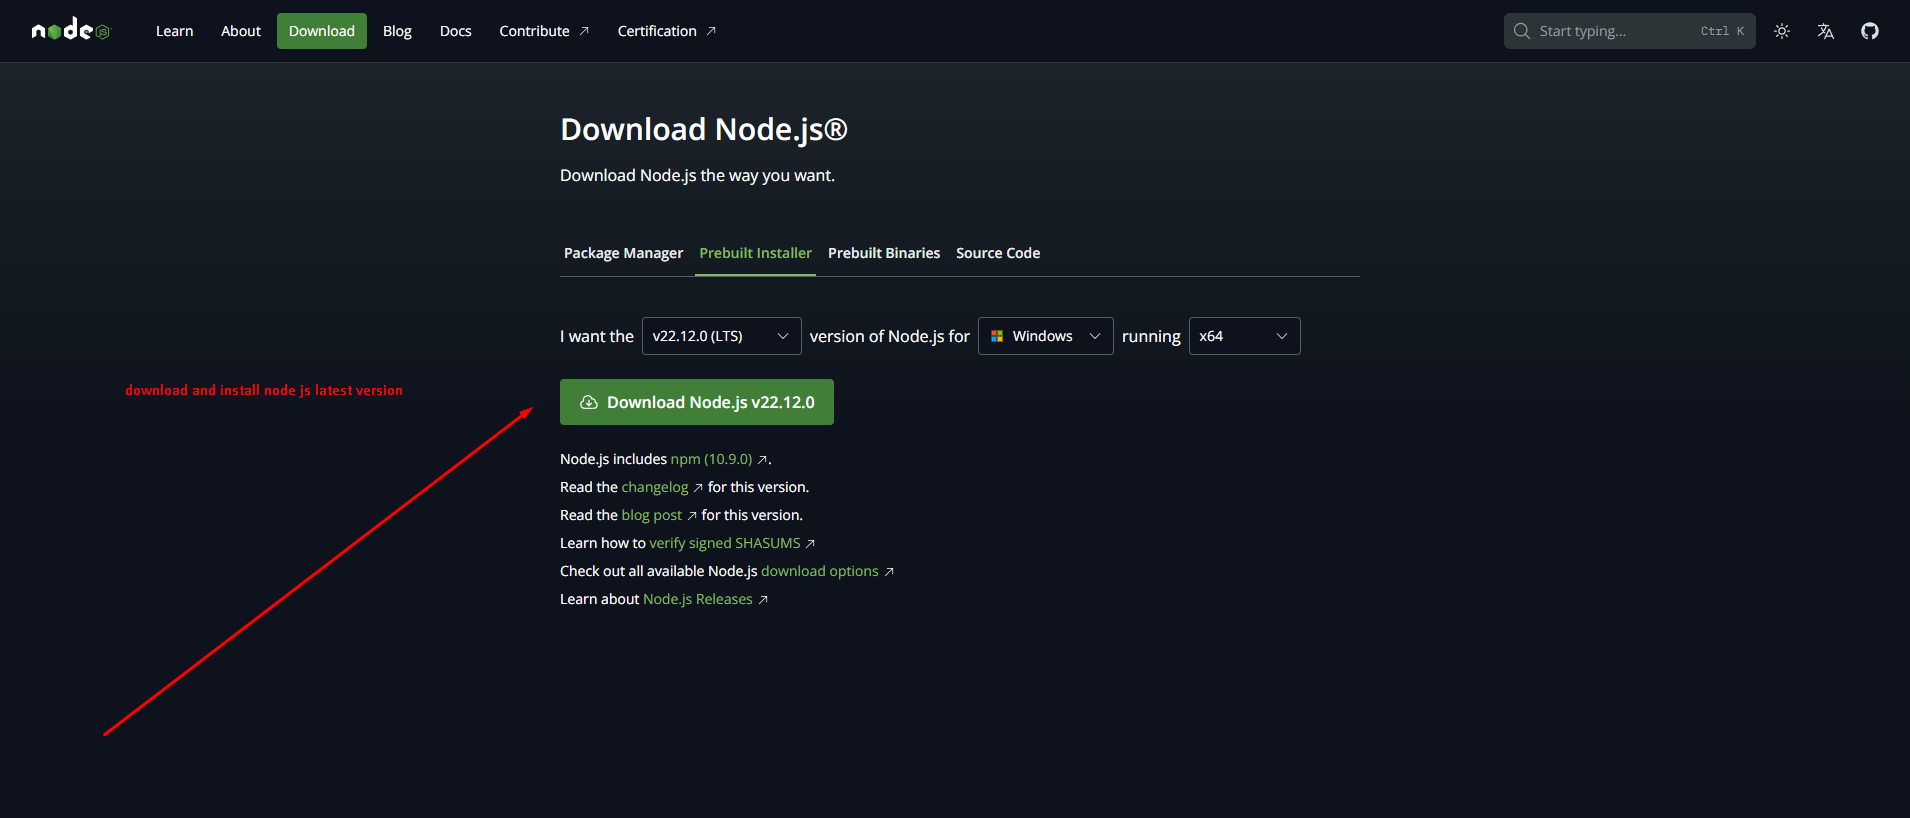 node JS
Learn About Download Blog Docs Contribute ↗ Certification ↗ Start typing... Ctrl K
Download Node.js®
Download Node.js the way you want.
Package Manager Prebuilt Installer Prebuilt Binaries Source Code
I want the v22.12.0 (LTS) version of Node.js for Windows running x64
download and install node js latest version
Download Node.js v22.12.0
Node.js includes npm (10.9.0) ↗.
Read the changelog ↗ for this version.
Read the blog post ↗ for this version.
Learn how to verify signed SHASUMS ↗
Check out all available Node.js download options ↗
Learn about Node.js Releases ↗